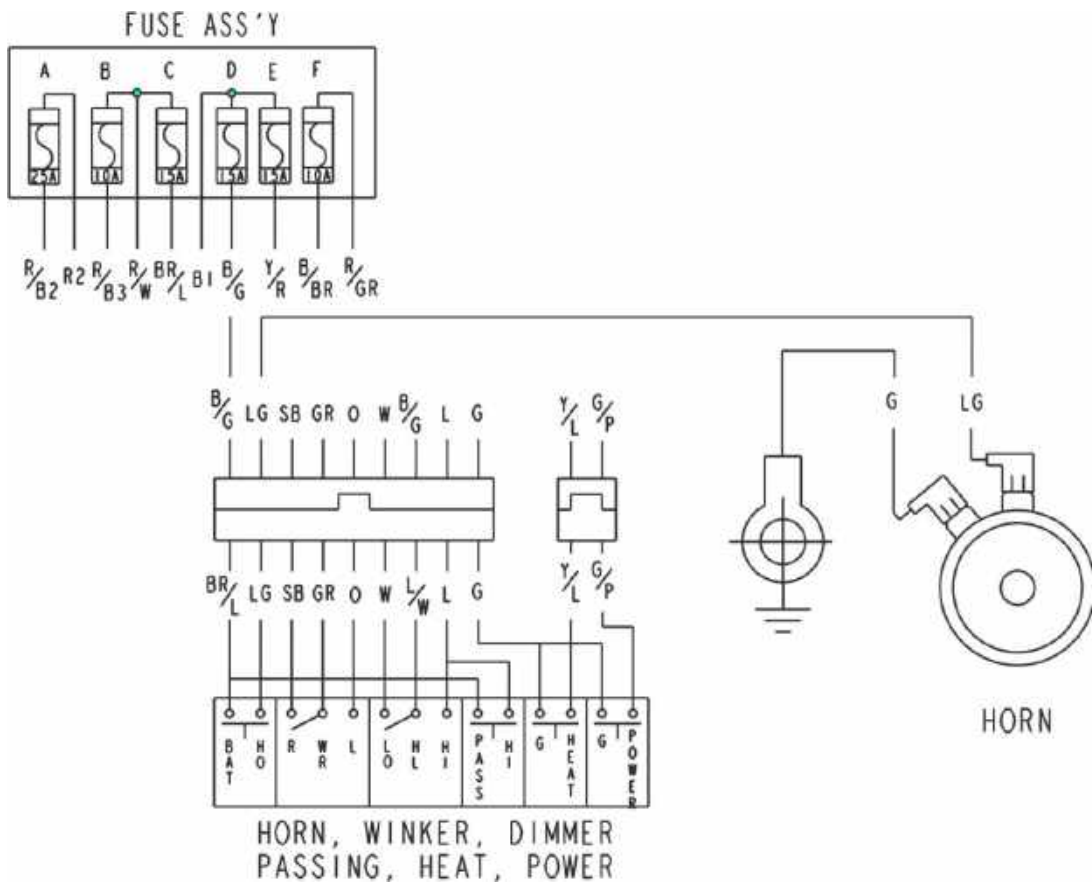 FUSE ASS'Y
A B C D E F
25A 10A 15A 15A 15A 10A
R/B2 R2 R/B3 R/W BR/L B1 B/G Y/R B/BR R/GR
B/G LG SB GR O W B/G L G Y/L G/P
G LG
BR/L LG SB GR O W L/W L G Y/L G/P
BAT HO R WR L LO HL HI PASS HI G HEAT G POWER
HORN
HORN, WINKER, DIMMER
PASSING, HEAT, POWER